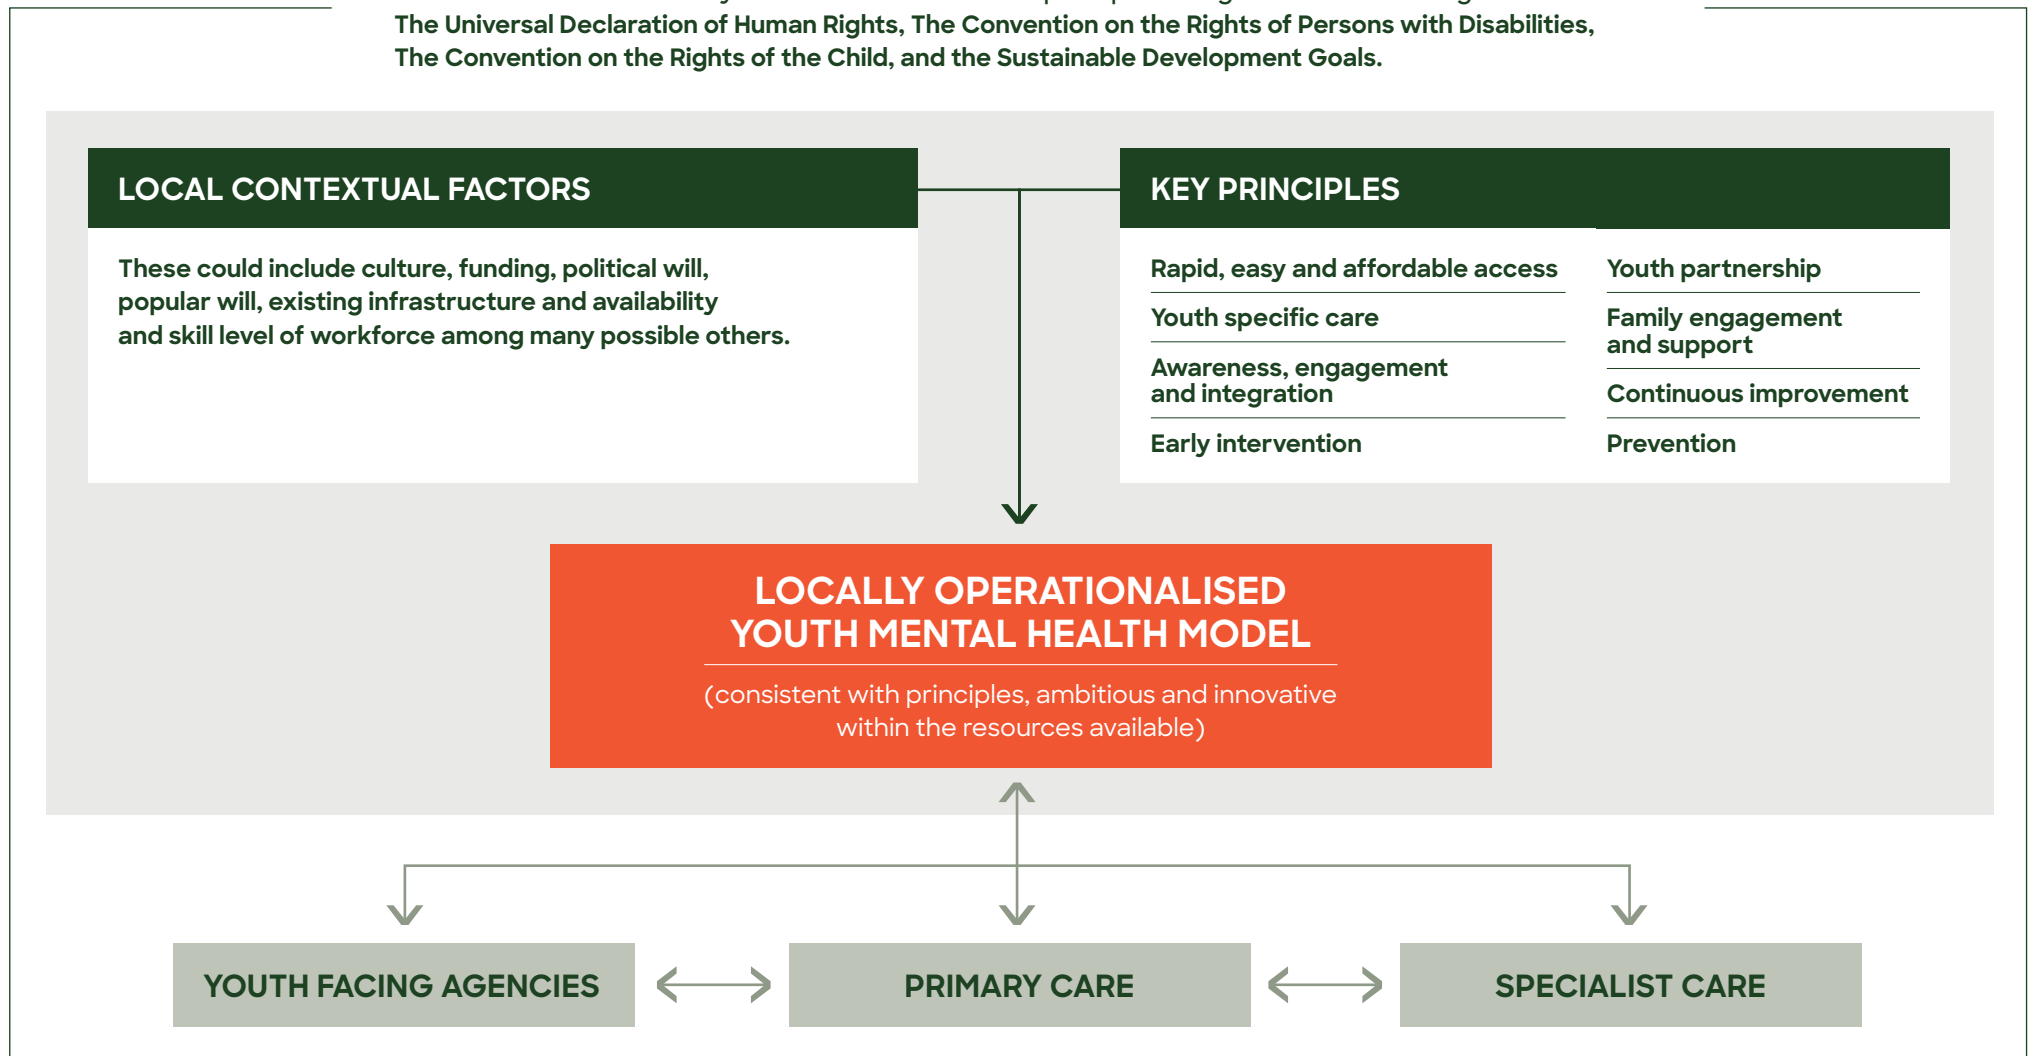 The Universal Declaration of Human Rights, The Convention on the Rights of Persons with Disabilities,
The Convention on the Rights of the Child, and the Sustainable Development Goals.
LOCAL CONTEXTUAL FACTORS
These could include culture, funding, political will,
popular will, existing infrastructure and availability
and skill level of workforce among many possible others.
KEY PRINCIPLES
Rapid, easy and affordable access
Youth specific care
Awareness, engagement
and integration
Early intervention
Youth partnership
Family engagement
and support
Continuous improvement
Prevention
LOCALLY OPERATIONALISED
YOUTH MENTAL HEALTH MODEL
(consistent with principles, ambitious and innovative
within the resources available)
YOUTH FACING AGENCIES
PRIMARY CARE
SPECIALIST CARE